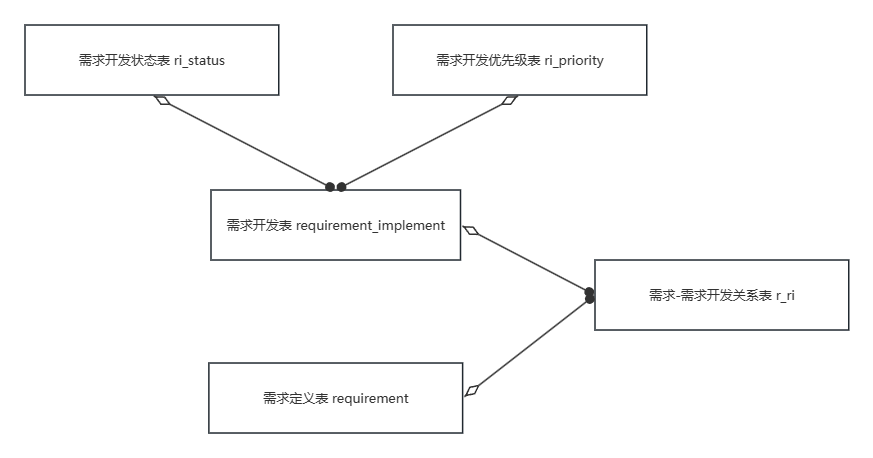 需求开发状态表 ri_status
需求开发优先级表 ri_priority
需求开发表 requirement_implement
需求-需求开发关系表 r_ri
需求定义表 requirement